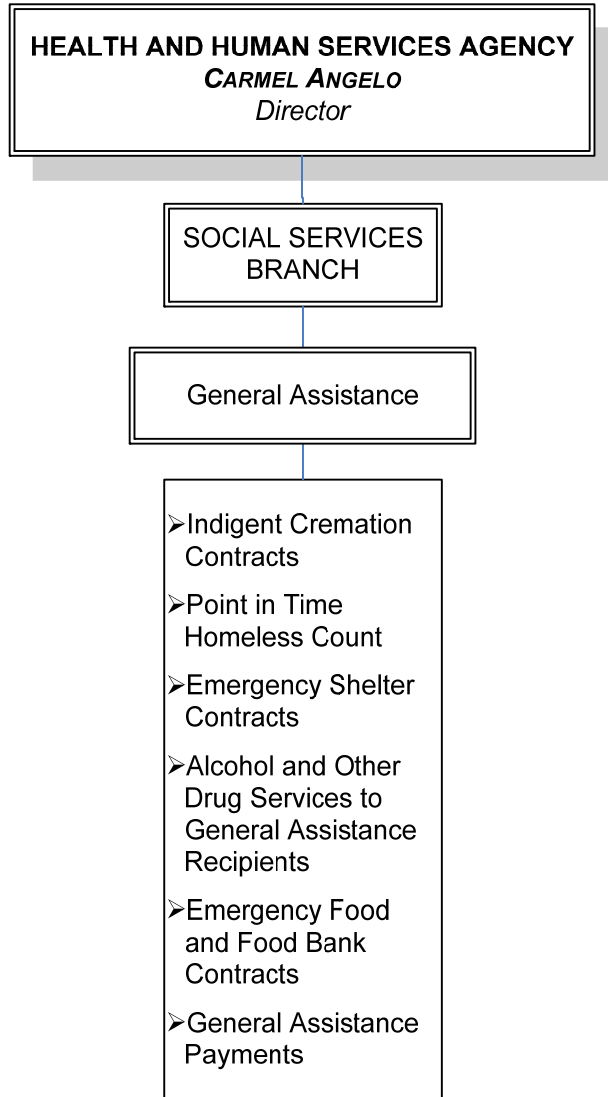 HEALTH AND HUMAN SERVICES AGENCY
CARMEL ANGELO
Director
SOCIAL SERVICES
BRANCH
General Assistance
➢Indigent Cremation
Contracts
➢Point in Time
Homeless Count
➢Emergency Shelter
Contracts
➢Alcohol and Other
Drug Services to
General Assistance
Recipients
➢Emergency Food
and Food Bank
Contracts
➢General Assistance
Payments